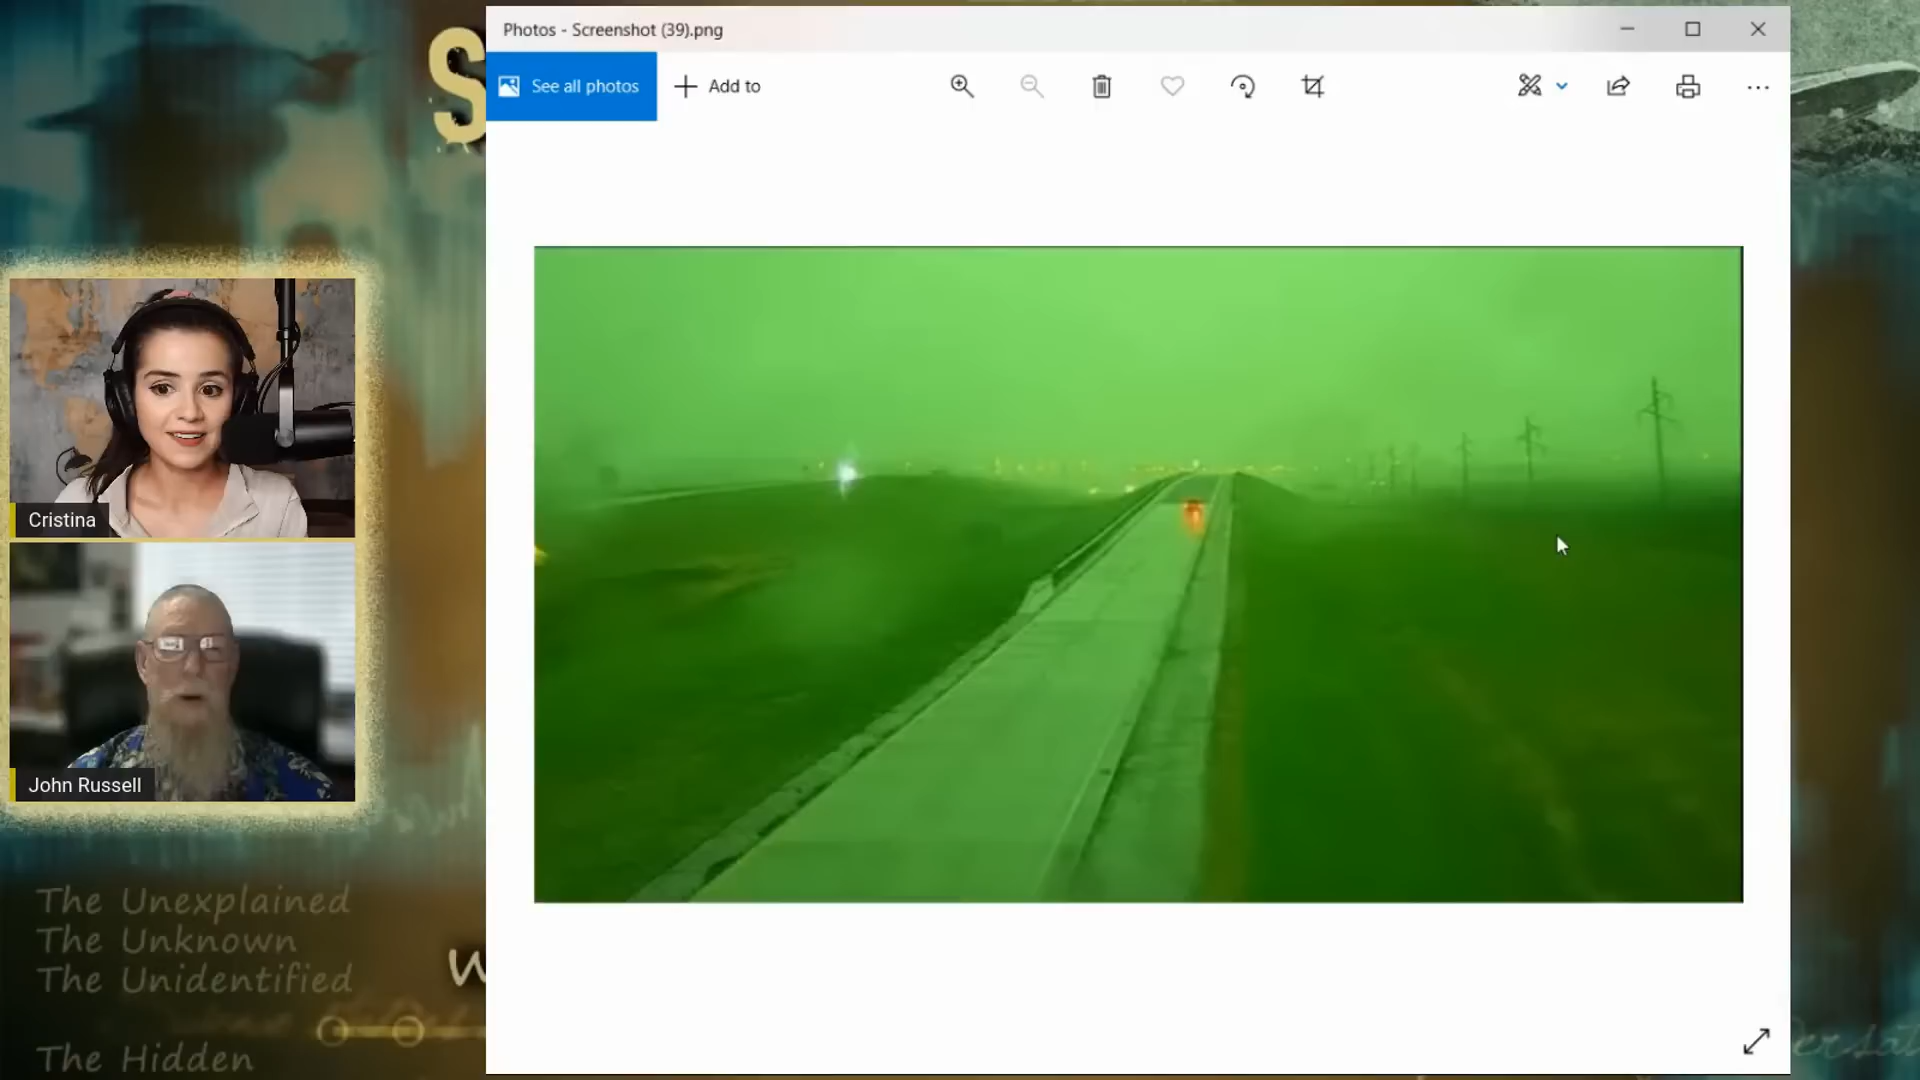 Photos - Screenshot (39).png
See all photos
Add to
S
Cristina
John Russell
The Unexplained
The Unknown
The Unidentified
W
The Hidden